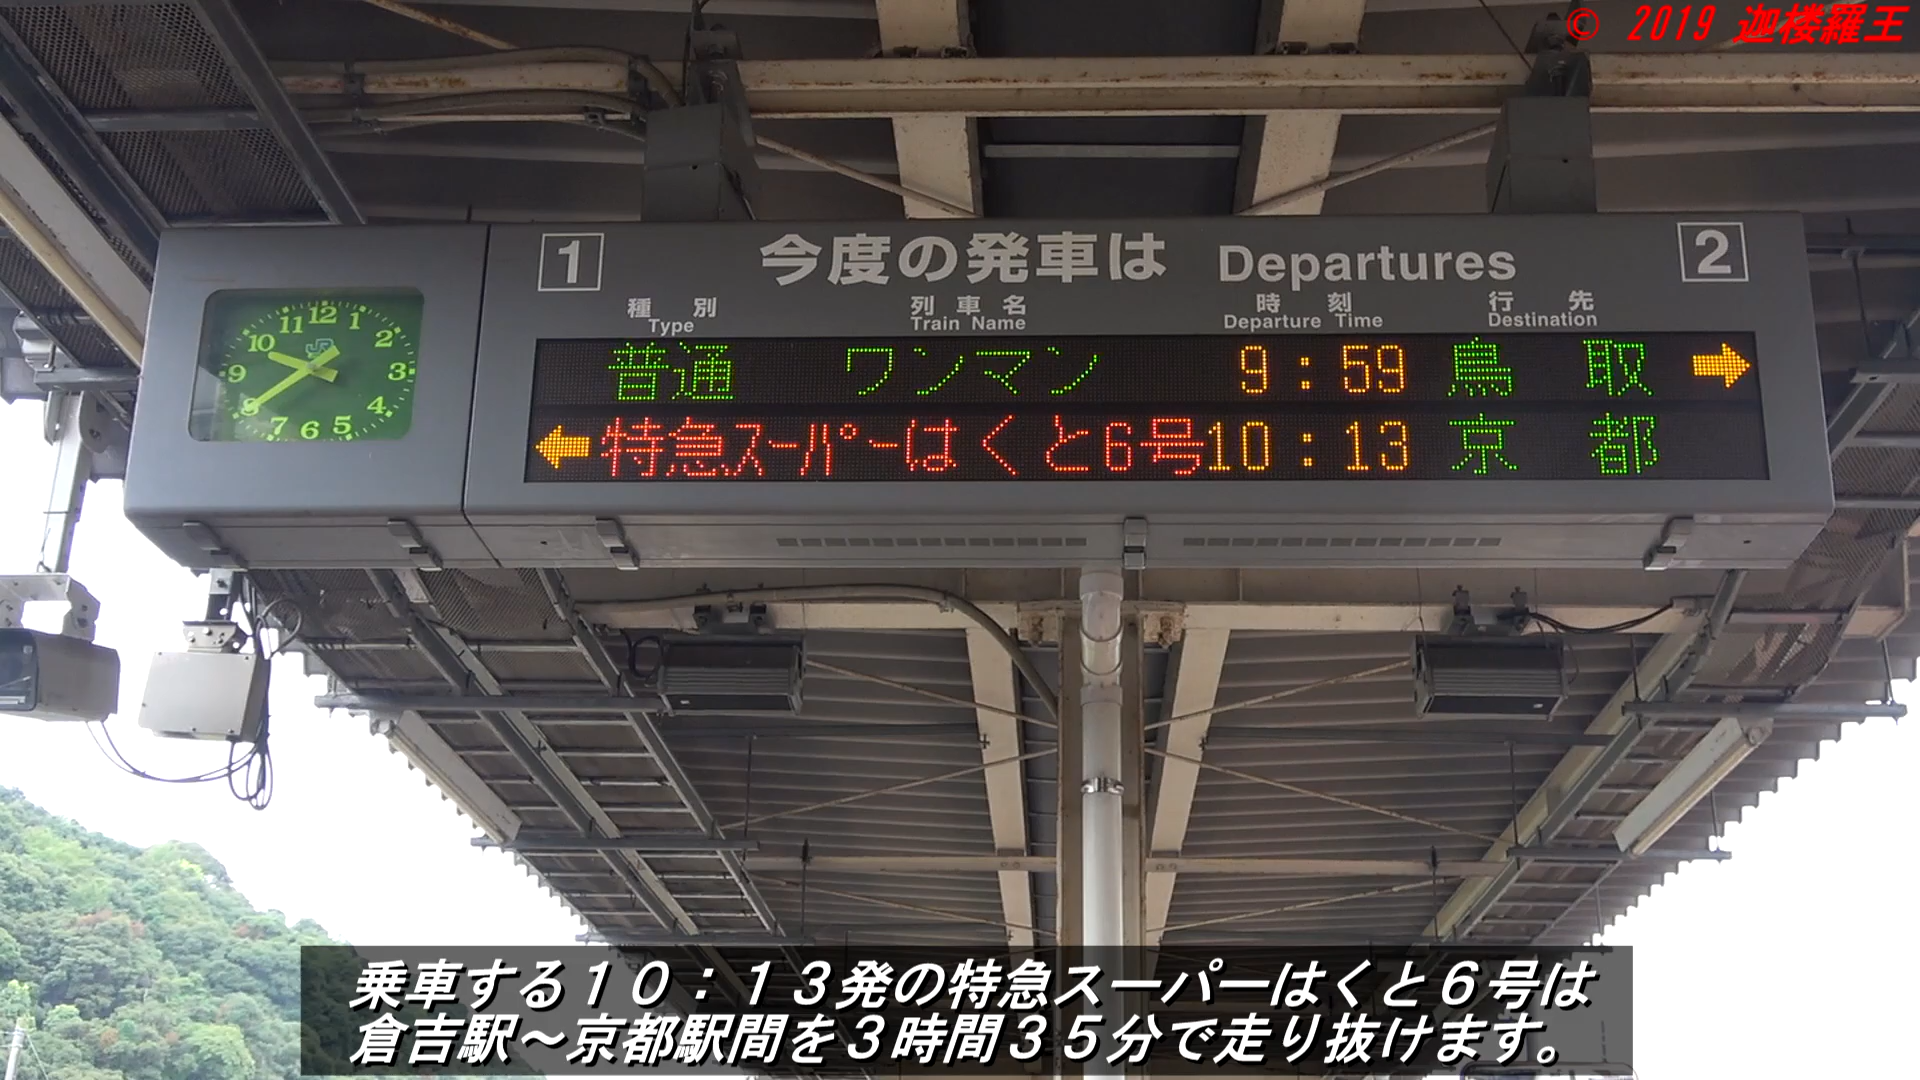 © 2019 迦楼羅王
1 今度の発車は Departures 2
種別 列車名 時刻 行先
Type Train Name Departure Time Destination
普通 ワンマン 9:59 鳥取 →
← 特急スーパーはくと6号 10:13 京都
12 1 2 3 4 5 6 7 8 9 10 11
JR
乗車する１０：１３発の特急スーパーはくと６号は
倉吉駅～京都駅間を３時間３５分で走り抜けます。